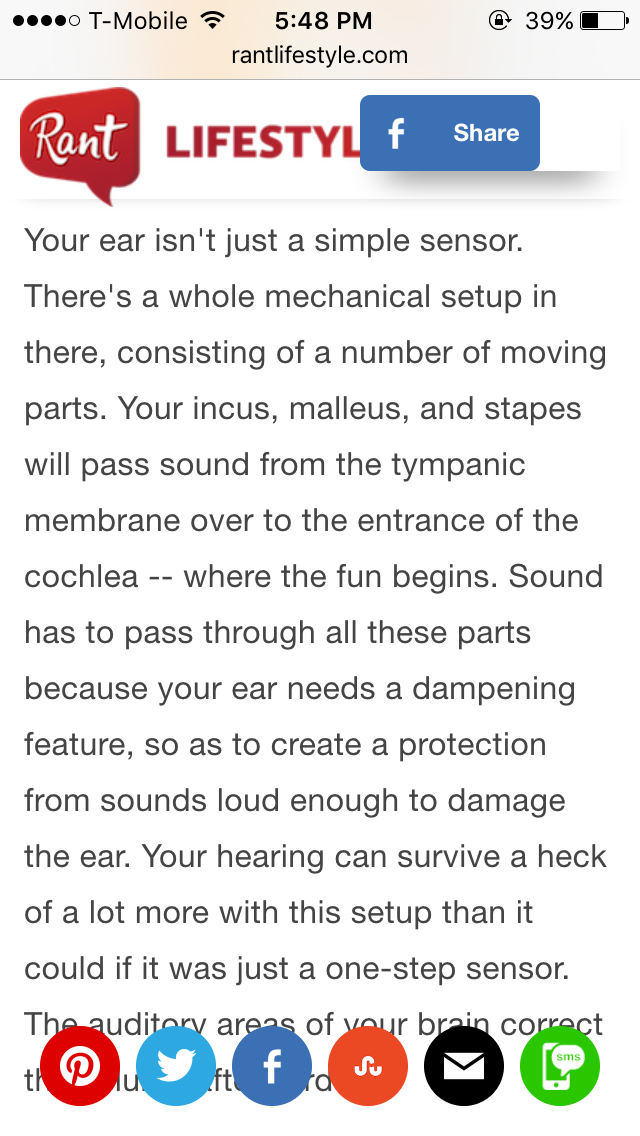 T-Mobile 5:48 PM 39%
rantlifestyle.com
Rant LIFESTYL
f Share
Your ear isn't just a simple sensor.
There's a whole mechanical setup in
there, consisting of a number of moving
parts. Your incus, malleus, and stapes
will pass sound from the tympanic
membrane over to the entrance of the
cochlea -- where the fun begins. Sound
has to pass through all these parts
because your ear needs a dampening
feature, so as to create a protection
from sounds loud enough to damage
the ear. Your hearing can survive a heck
of a lot more with this setup than it
could if it was just a one-step sensor.
The auditory areas of your brain correct
sms